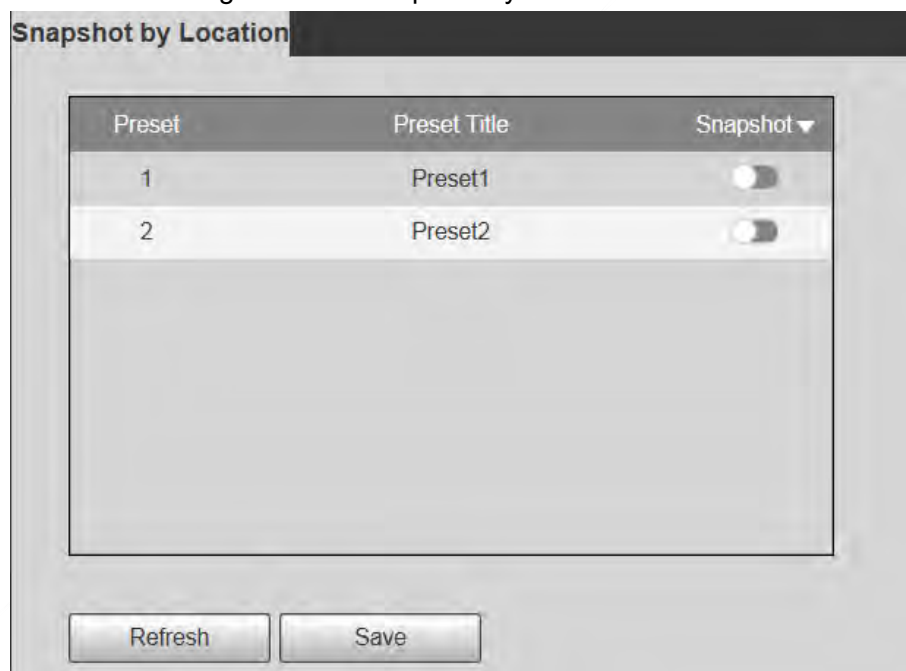 Snapshot by Location
Preset Preset Title Snapshot
1 Preset1
2 Preset2
Refresh Save